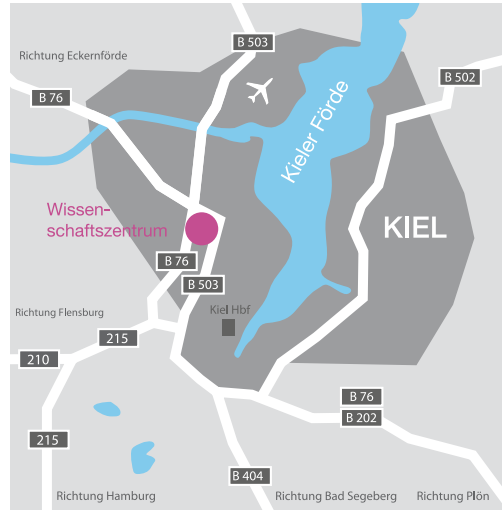 B 503
Richtung Eckernförde
B 502
B 76
Kieler Förde
Wissen-
schaftszentrum
KIEL
B 76
B 503
Kiel Hbf
Richtung Flensburg
215
210
B 76
B 202
215
B 404
Richtung Hamburg
Richtung Bad Segeberg
Richtung Plön